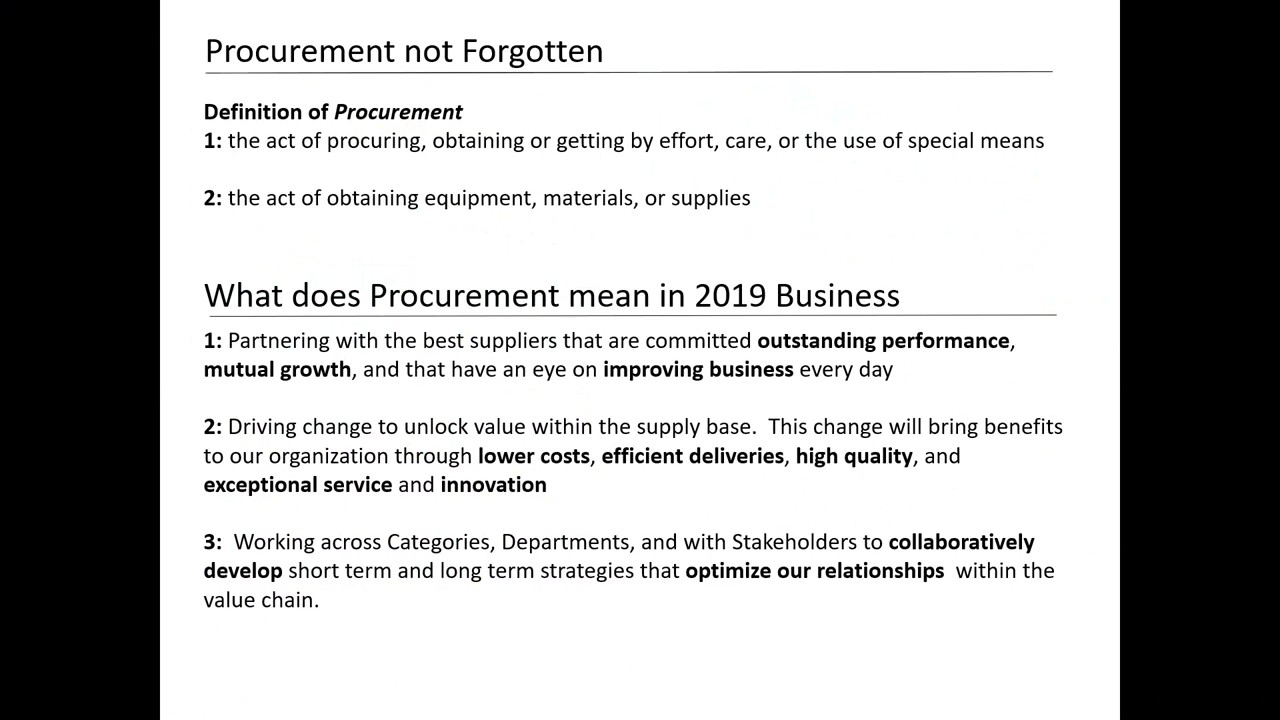 Procurement not Forgotten
Definition of Procurement
1: the act of procuring, obtaining or getting by effort, care, or the use of special means
2: the act of obtaining equipment, materials, or supplies
What does Procurement mean in 2019 Business
1: Partnering with the best suppliers that are committed outstanding performance,
mutual growth, and that have an eye on improving business every day
2: Driving change to unlock value within the supply base.  This change will bring benefits
to our organization through lower costs, efficient deliveries, high quality, and
exceptional service and innovation
3:  Working across Categories, Departments, and with Stakeholders to collaboratively
develop short term and long term strategies that optimize our relationships  within the
value chain.